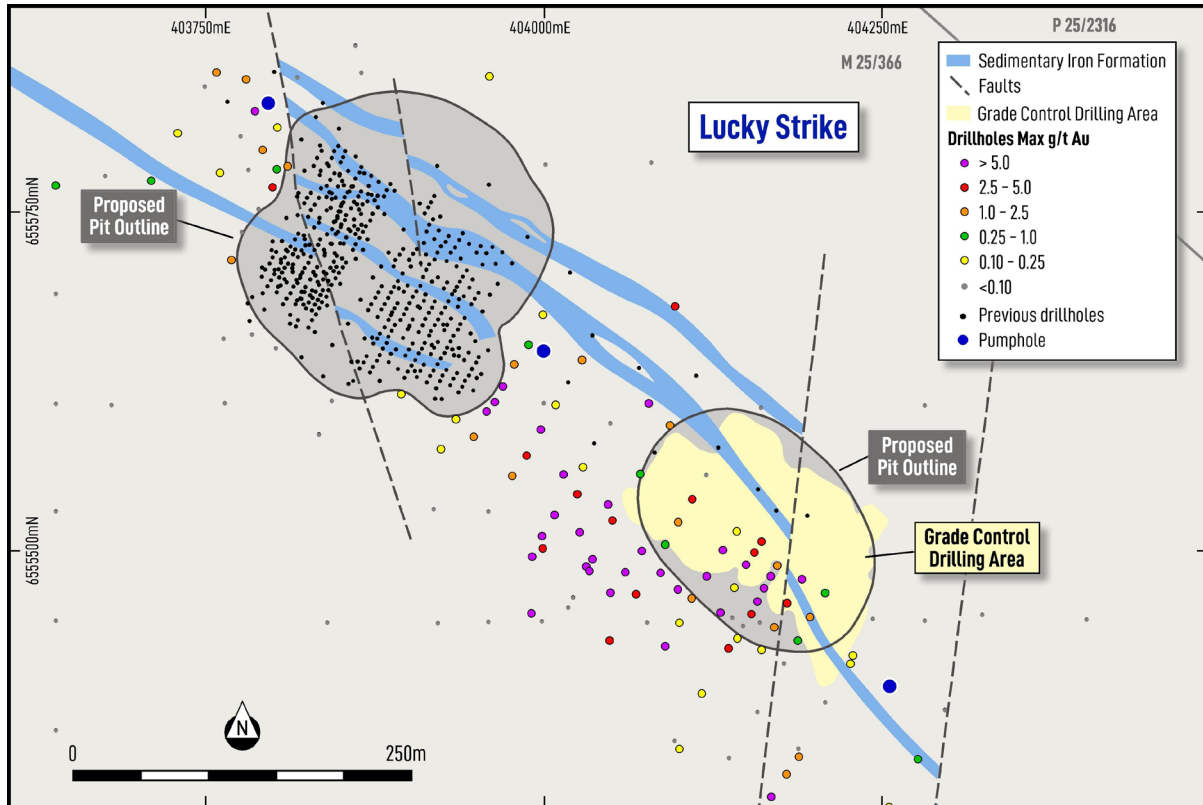 403750mE
404000mE
404250mE
P 25/2316
M 25/366
Lucky Strike
Sedimentary Iron Formation
Faults
Grade Control Drilling Area
Drillholes Max g/t Au
> 5.0
2.5 – 5.0
1.0 – 2.5
0.25 – 1.0
0.10 – 0.25
<0.10
Previous drillholes
Pumphole
6555750mN
Proposed
Pit Outline
Proposed
Pit Outline
6555500mN
Grade Control
Drilling Area
N
0
250m